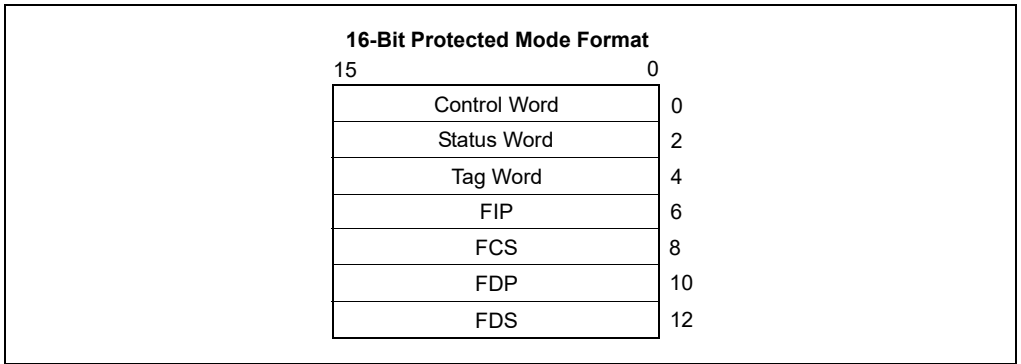 16-Bit Protected Mode Format
15 0
Control Word 0
Status Word 2
Tag Word 4
FIP 6
FCS 8
FDP 10
FDS 12